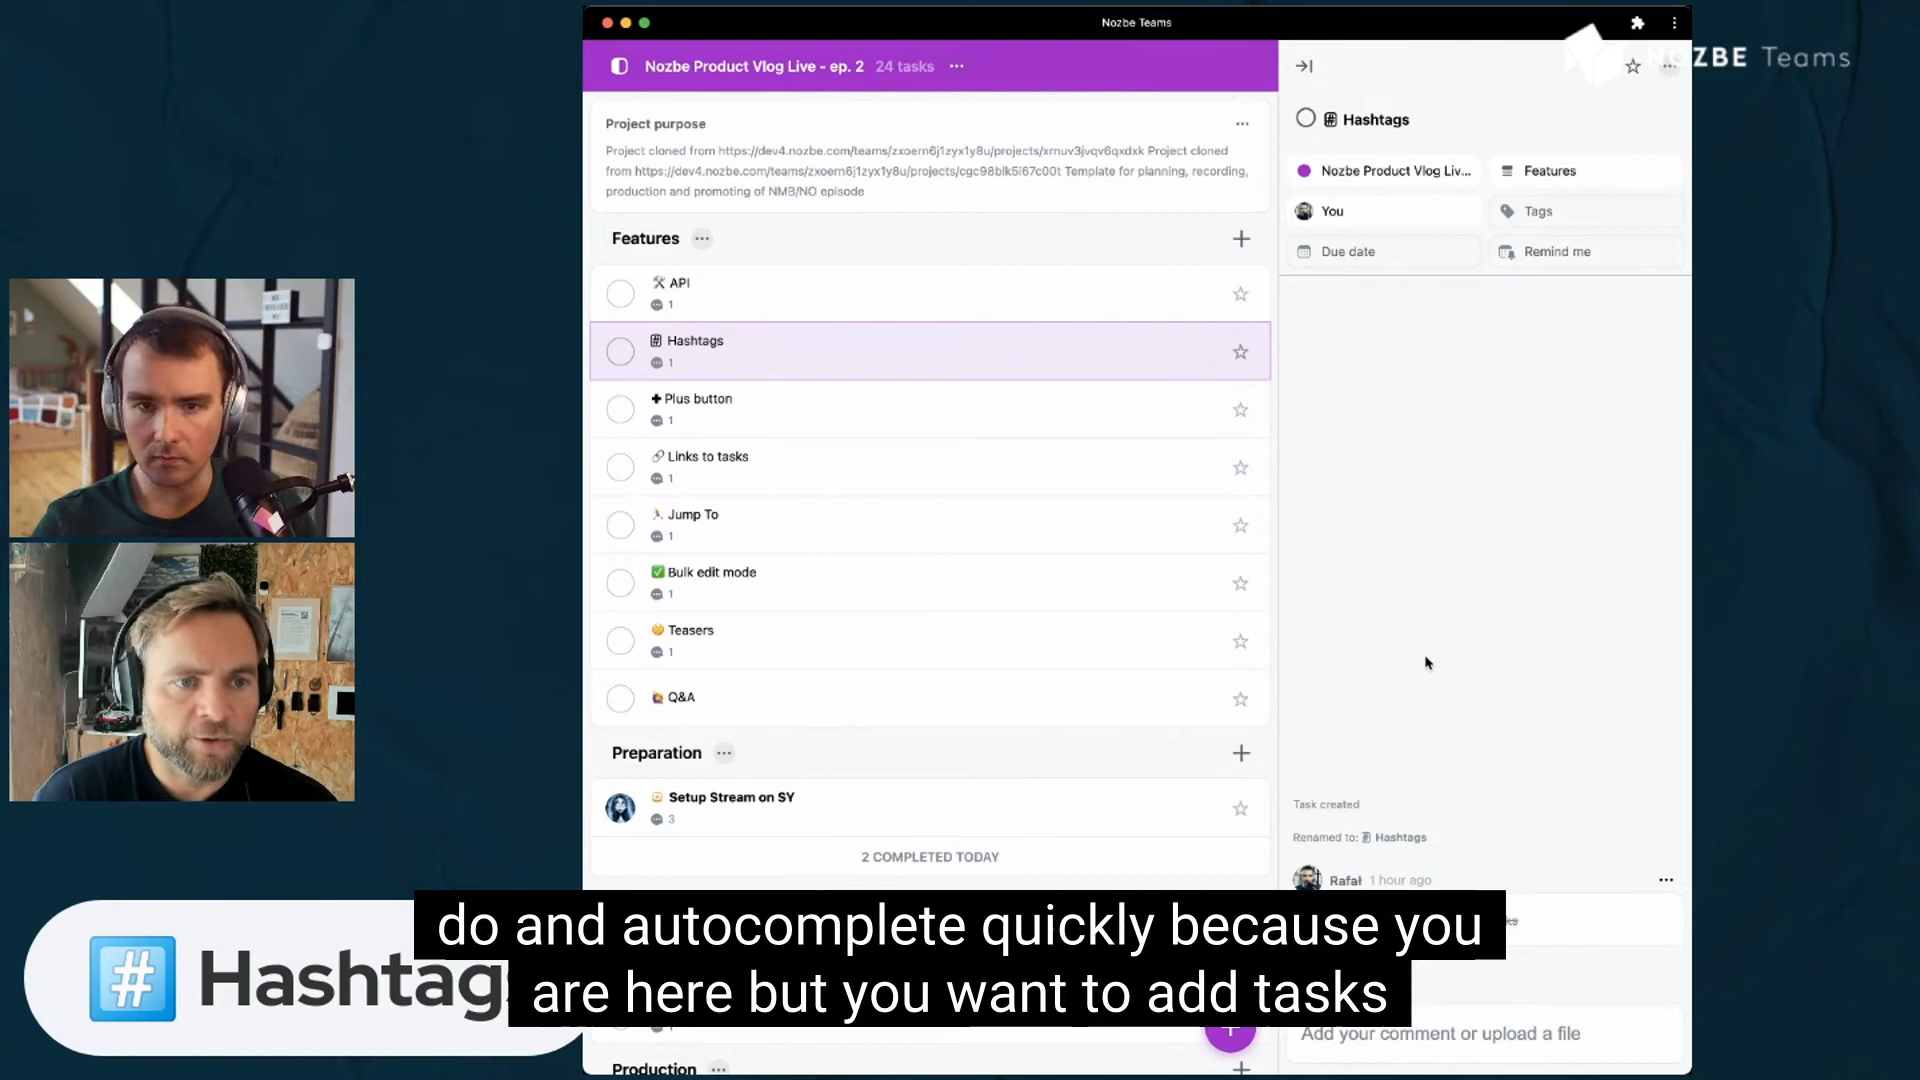 Nozbe Teams
NOZBE Teams
Nozbe Product Vlog Live - ep. 2 24 tasks
Project purpose
Project cloned from https://dev4.nozbe.com/teams/zxoern6j1zyx1y8u/projects/xrnuv3jvqv6qxdxk Project cloned
from https://dev4.nozbe.com/teams/zxoern6j1zyx1y8u/projects/cgc98blk5i67c00t Template for planning, recording,
production and promoting of NMB/NO episode
Features
API
1
Hashtags
1
Plus button
1
Links to tasks
1
Jump To
1
Bulk edit mode
1
Teasers
1
Q&A
Preparation
Setup Stream on SY
3
2 COMPLETED TODAY
Production
Hashtags
Nozbe Product Vlog Liv...
Features
You
Tags
Due date
Remind me
Task created
Renamed to: # Hashtags
Rafał 1 hour ago
Add your comment or upload a file
# Hashtags
do and autocomplete quickly because you
are here but you want to add tasks